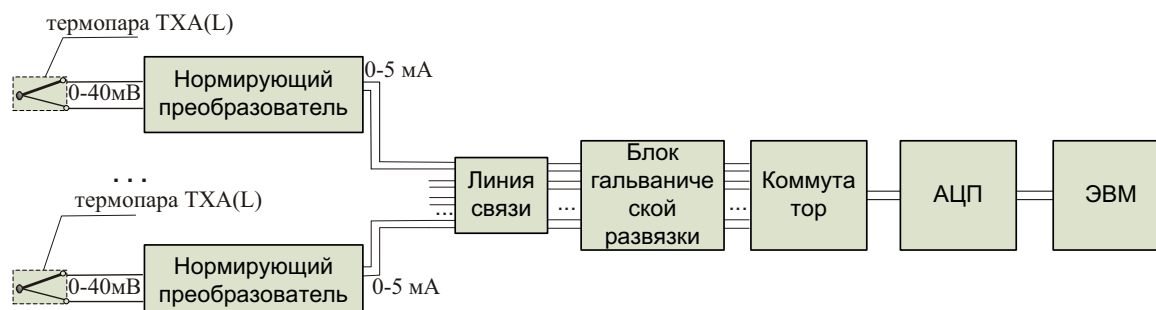 термопара ТХА(L)
0-40мВ
Нормирующий
преобразователь
0-5 мА
. . .
термопара ТХА(L)
0-40мВ
Нормирующий
преобразователь
0-5 мА
...
Линия
связи
...
Блок
гальваниче
ской
развязки
...
Коммута
тор
АЦП
ЭВМ